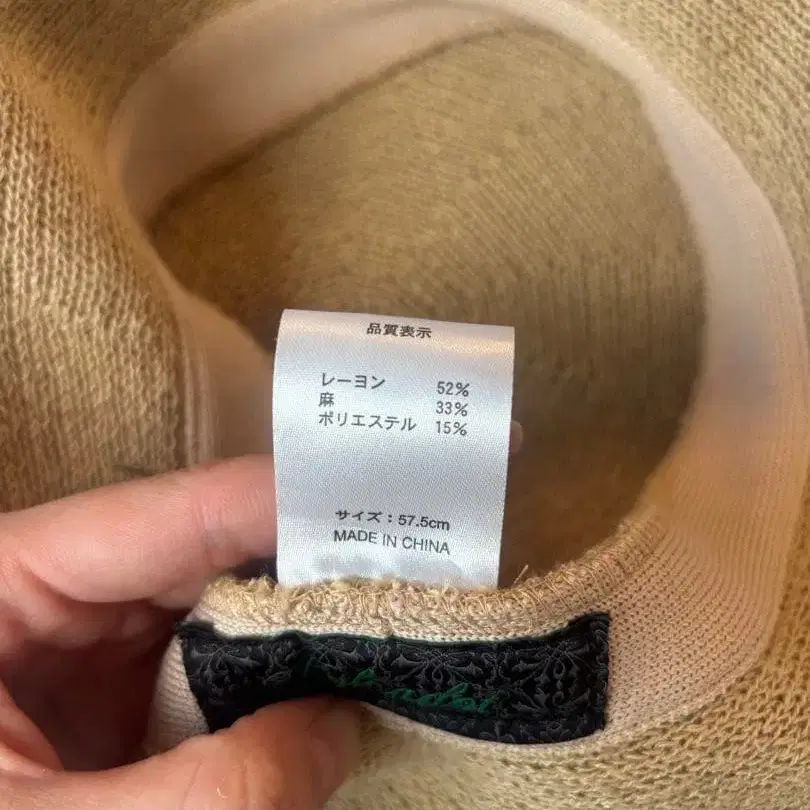 品質表示
レーヨン 52%
麻 33%
ポリエステル 15%
サイズ：57.5cm
MADE IN CHINA